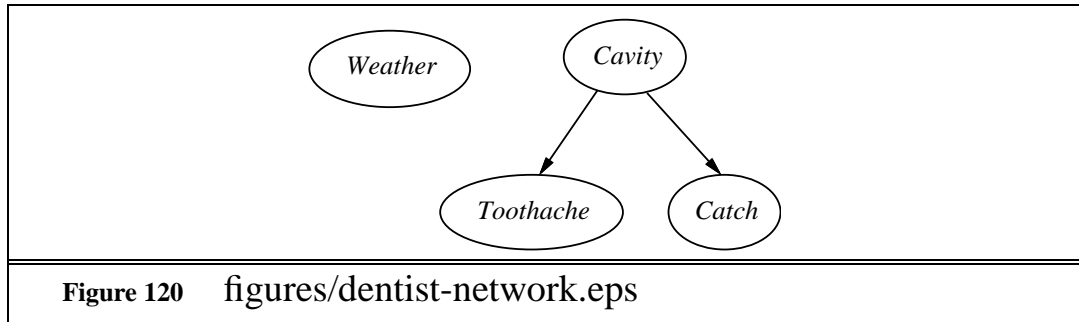 Weather
Cavity
Toothache
Catch
Figure 120 figures/dentist-network.eps